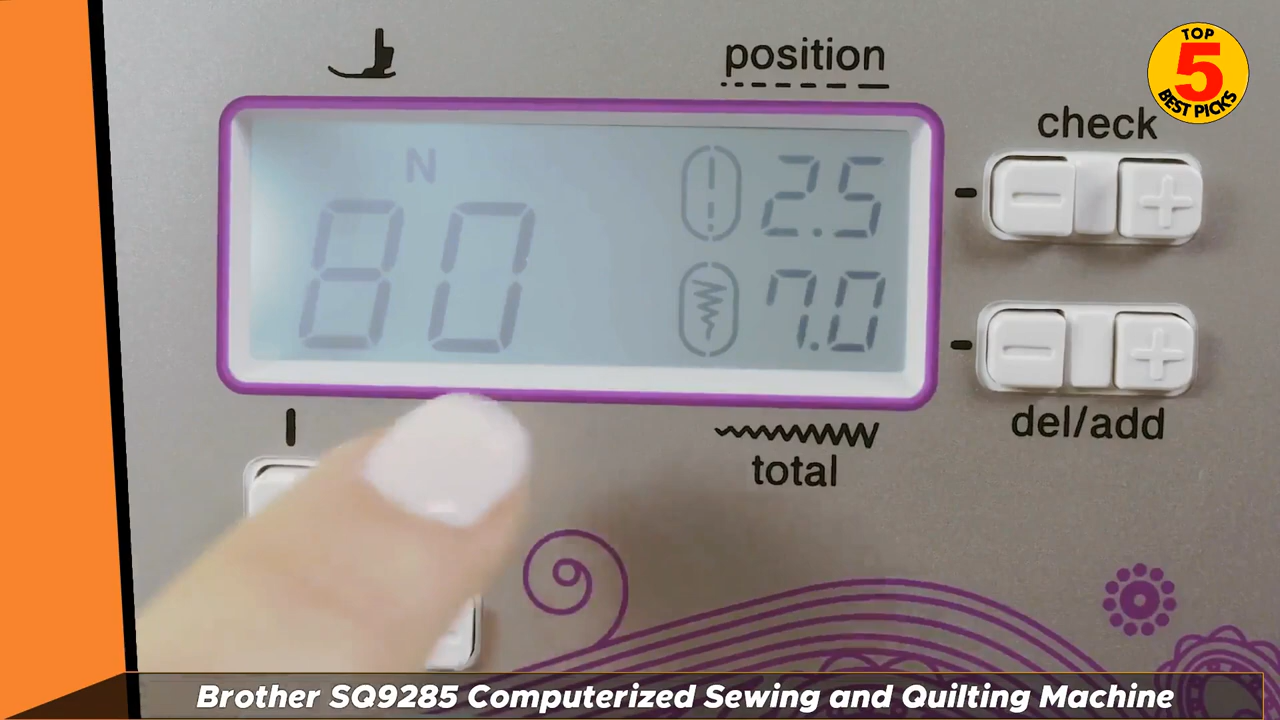 position
TOP
5
BEST PICKS
check
N
80
2.5
7.0
del/add
total
Brother SQ9285 Computerized Sewing and Quilting Machine